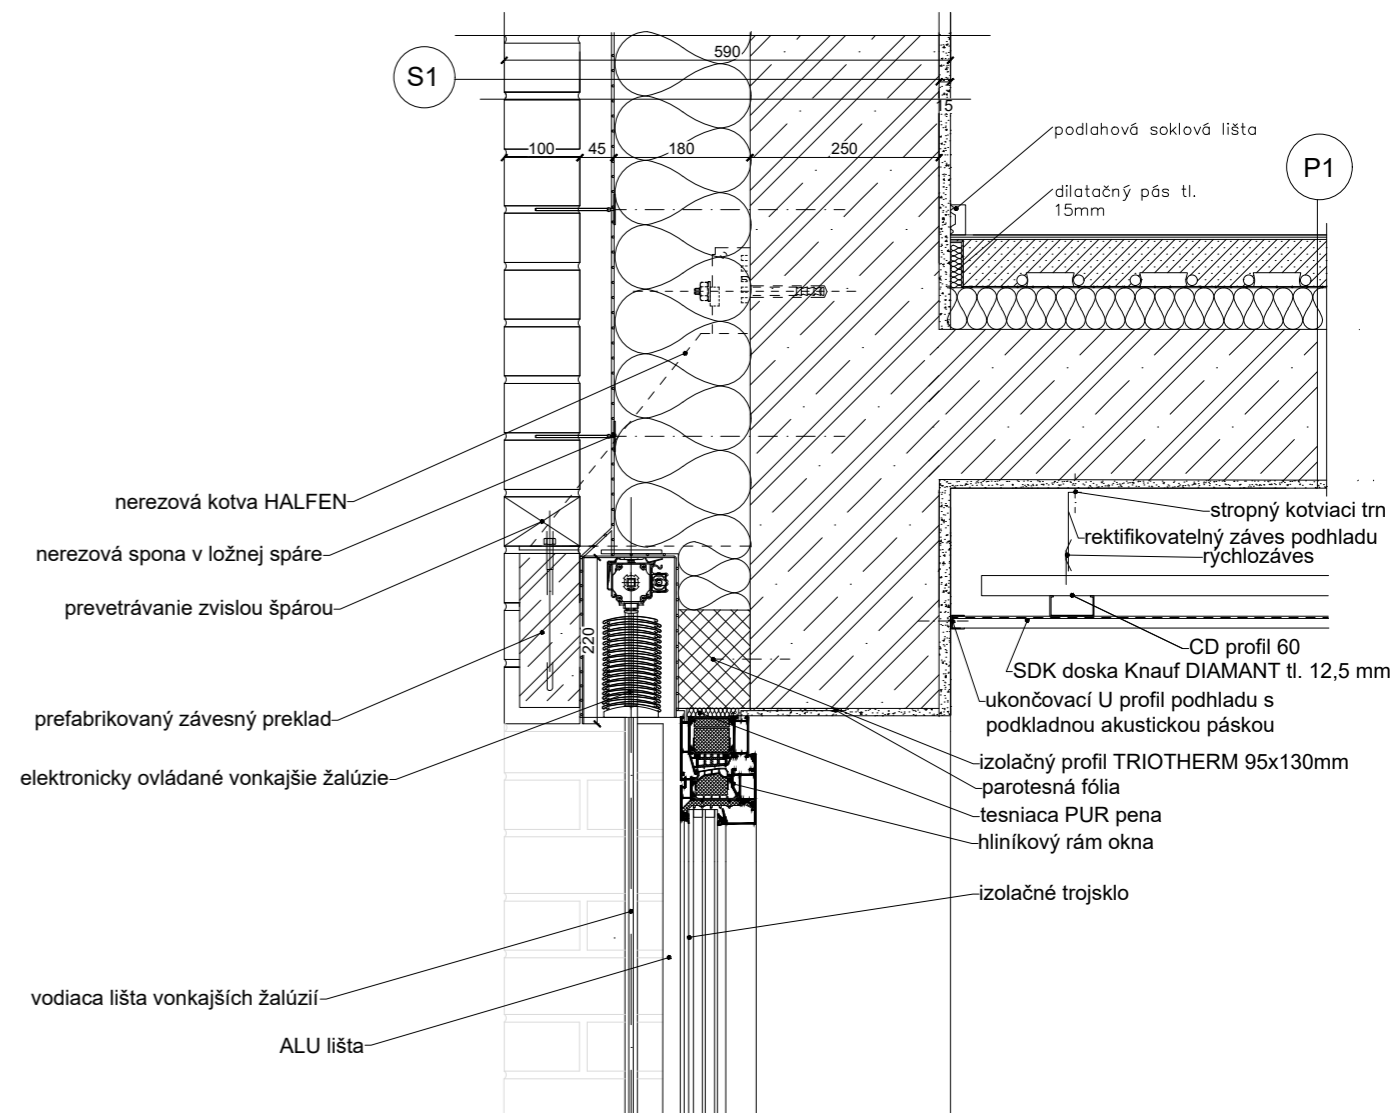 590
S1
15
podlahová soklová lišta
100
45
180
250
P1
dilatačný pás tl.
15mm
nerezová kotva HALFEN
nerezová spona v ložnej spáre
prevetrávanie zvislou špárou
prefabrikovaný závesný preklad
elektronicky ovládané vonkajšie žalúzie
vodiaca lišta vonkajších žalúzií
ALU lišta
220
stropný kotviaci trn
rektifikovatelný záves podhladu
rýchlozáves
CD profil 60
SDK doska Knauf DIAMANT tl. 12,5 mm
ukončovací U profil podhladu s
podkladnou akustickou páskou
izolačný profil TRIOTHERM 95x130mm
parotesná fólia
tesniaca PUR pena
hliníkový rám okna
izolačné trojsklo